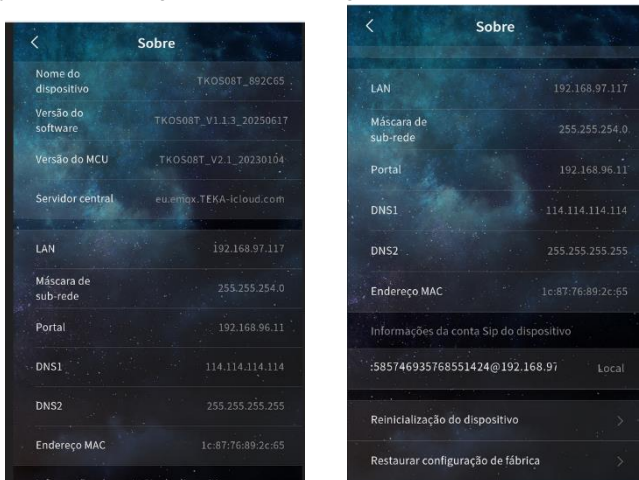 Sobre
Nome do
dispositivo
TKOS08T_892C65
Versão do
software
TKOS08T_V1.1.3_20250617
Versão do MCU
TKOS08T_V2.1_20230104
Servidor central
eu.emox.TEKA-icloud.com
LAN
192.168.97.117
Máscara de
sub-rede
255.255.254.0
Portal
192.168.96.11
DNS1
114.114.114.114
DNS2
255.255.255.255
Endereço MAC
1c:87:76:89:2c:65
Sobre
LAN
192.168.97.117
Máscara de
sub-rede
255.255.254.0
Portal
192.168.96.11
DNS1
114.114.114.114
DNS2
255.255.255.255
Endereço MAC
1c:87:76:89:2c:65
Informações da conta Sip do dispositivo
:585746935768551424@192.168.97
Local
Reinicialização do dispositivo
Restaurar configuração de fábrica